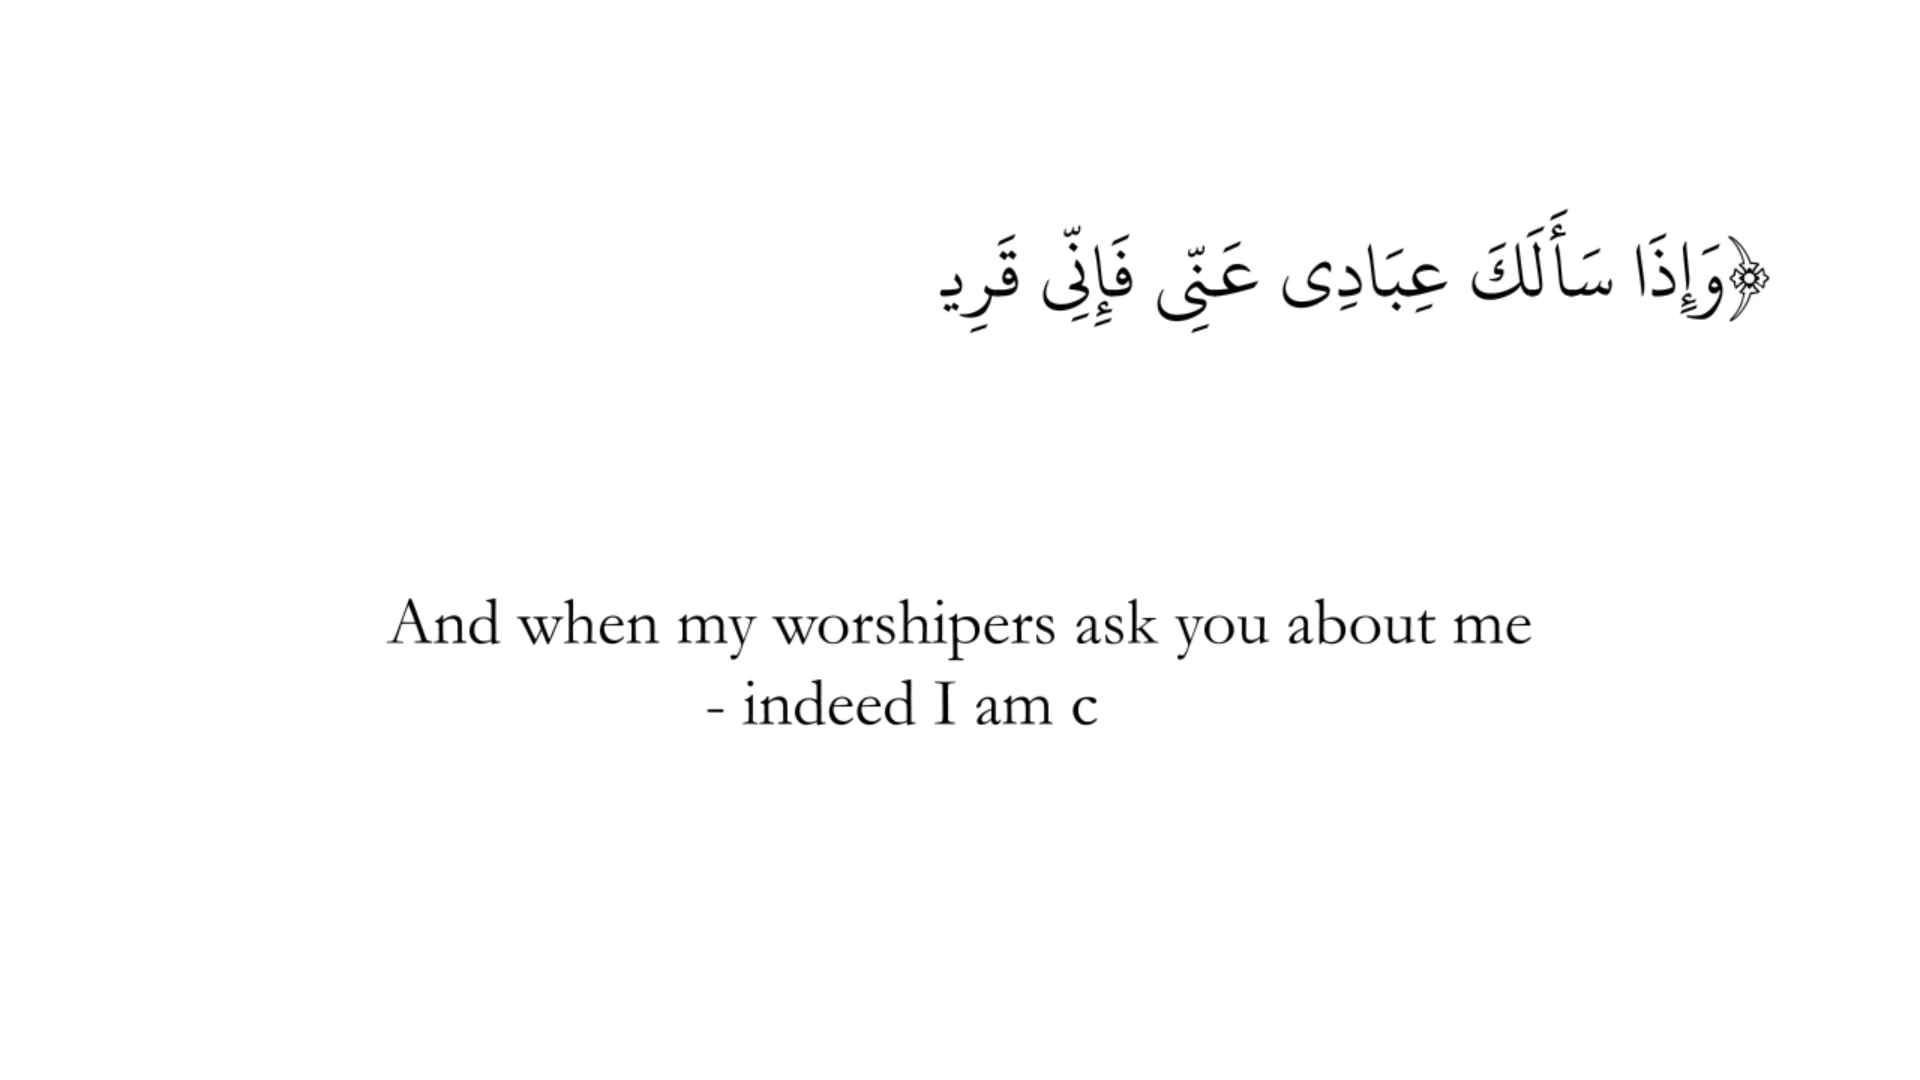 ﴿وَإِذَا سَأَلَكَ عِبَادِى عَنِّى فَإِنِّى قَرِيـ
And when my worshipers ask you about me
- indeed I am c